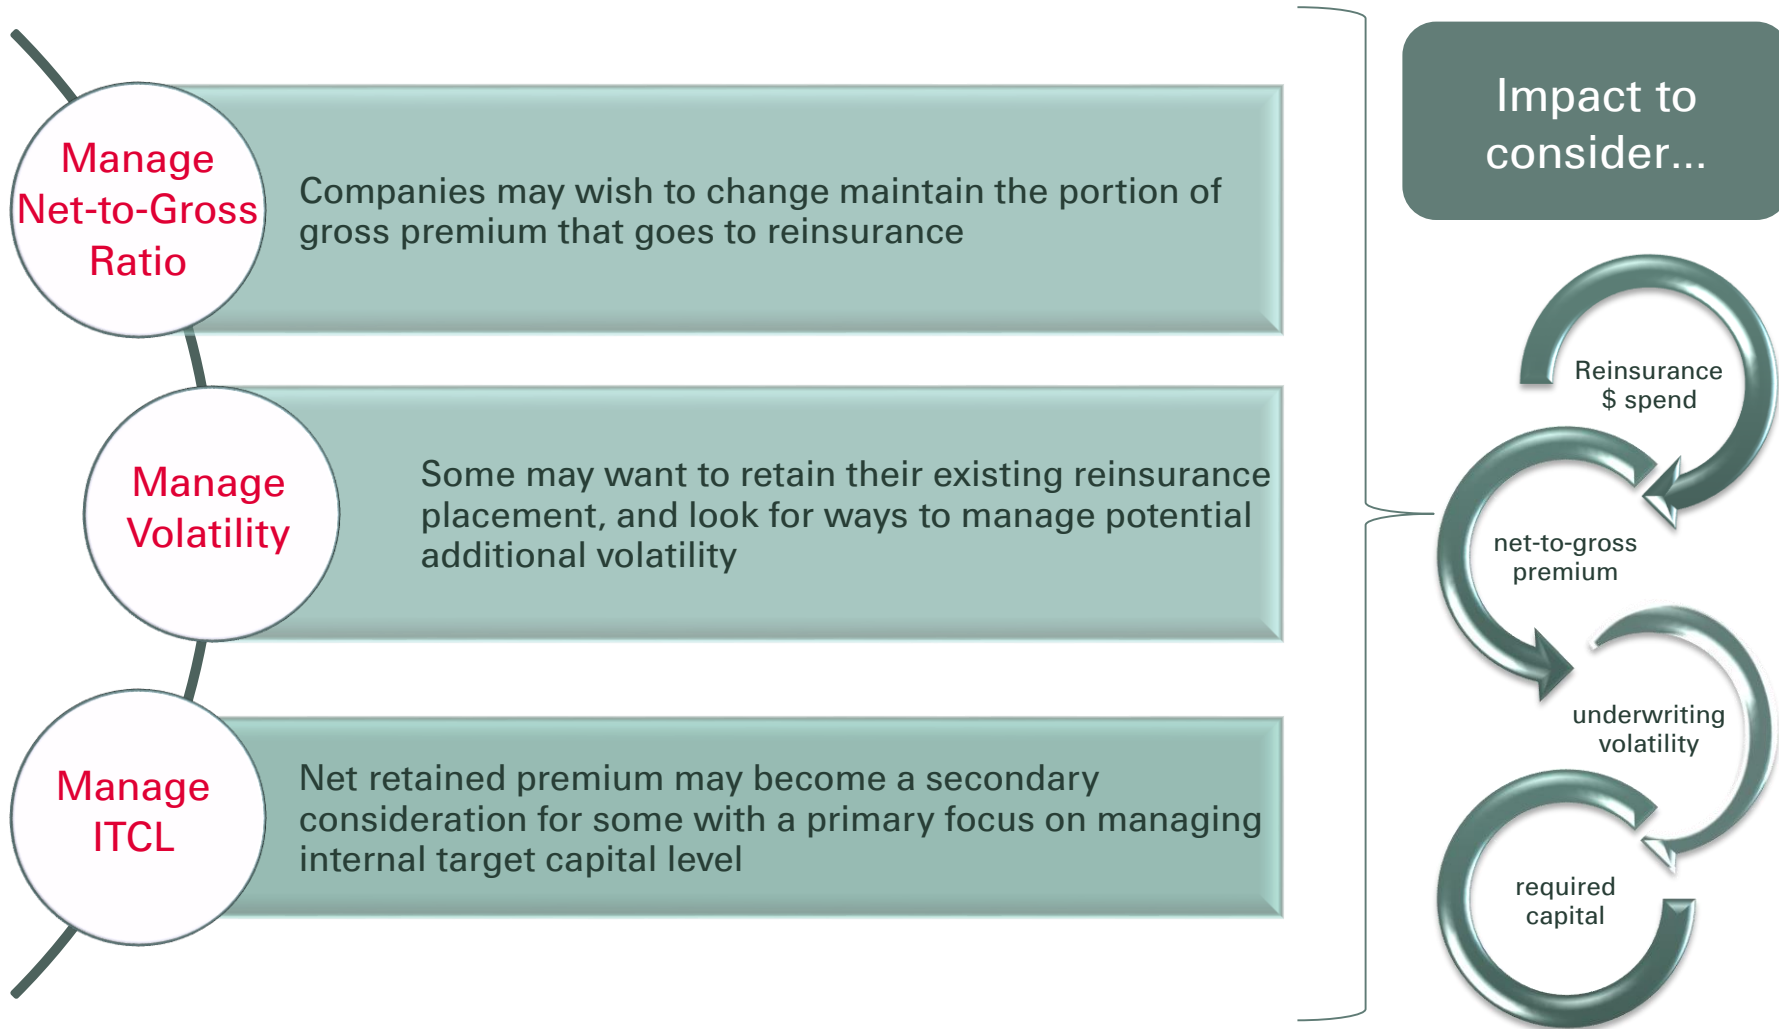 Manage
Net-to-Gross
Ratio
Companies may wish to change maintain the portion of
gross premium that goes to reinsurance
Manage
Volatility
Some may want to retain their existing reinsurance
placement, and look for ways to manage potential
additional volatility
Manage
ITCL
Net retained premium may become a secondary
consideration for some with a primary focus on managing
internal target capital level
Impact to
consider...
Reinsurance
$ spend
net-to-gross
premium
underwriting
volatility
required
capital